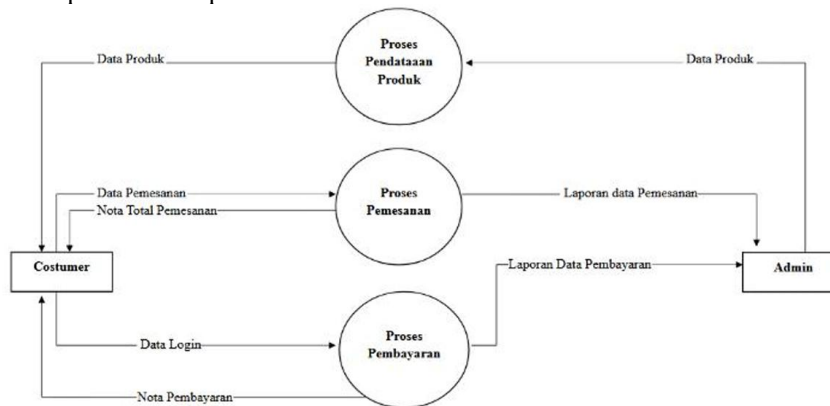 Proses
Pendataaan
Produk
Data Produk
Data Produk
Data Pemesanan
Nota Total Pemesanan
Proses
Pemesanan
Laporan data Pemesanan
Costumer
Laporan Data Pembayaran
Admin
Data Login
Proses
Pembayaran
Nota Pembayaran